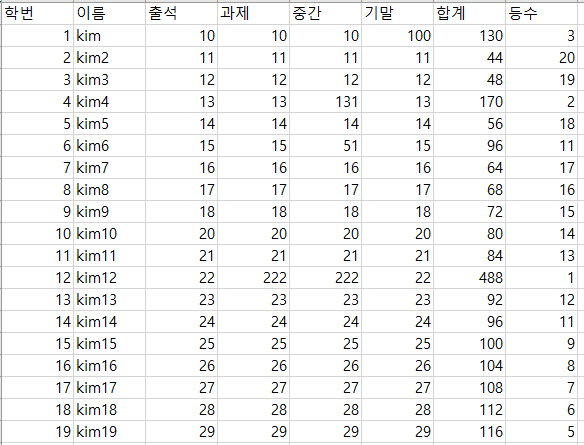 학번 이름 출석 과제 중간 기말 합계 등수
1 kim 10 10 10 100 130 3
2 kim2 11 11 11 11 44 20
3 kim3 12 12 12 12 48 19
4 kim4 13 13 131 13 170 2
5 kim5 14 14 14 14 56 18
6 kim6 15 15 51 15 96 11
7 kim7 16 16 16 16 64 17
8 kim8 17 17 17 17 68 16
9 kim9 18 18 18 18 72 15
10 kim10 20 20 20 20 80 14
11 kim11 21 21 21 21 84 13
12 kim12 22 222 222 22 488 1
13 kim13 23 23 23 23 92 12
14 kim14 24 24 24 24 96 11
15 kim15 25 25 25 25 100 9
16 kim16 26 26 26 26 104 8
17 kim17 27 27 27 27 108 7
18 kim18 28 28 28 28 112 6
19 kim19 29 29 29 29 116 5